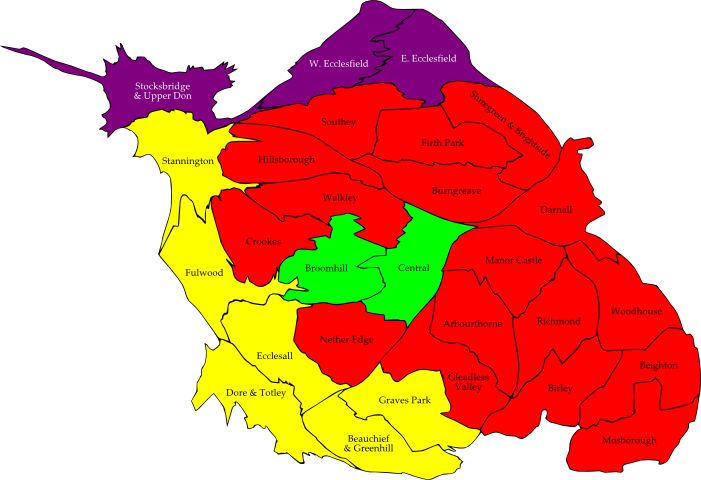 W. Ecclesfield
E. Ecclesfield
Stocksbridge
& Upper Don
Shiregreen & Brightside
Southey
Firth Park
Stannington
Hillsborough
Burngreave
Walkley
Darnall
Crookes
Manor Castle
Fulwood
Broomhill
Central
Woodhouse
Richmond
Arbourthorne
Nether Edge
Ecclesall
Beighton
Gleadless
Valley
Birley
Dore & Totley
Graves Park
Beauchief
& Greenhill
Mosborough